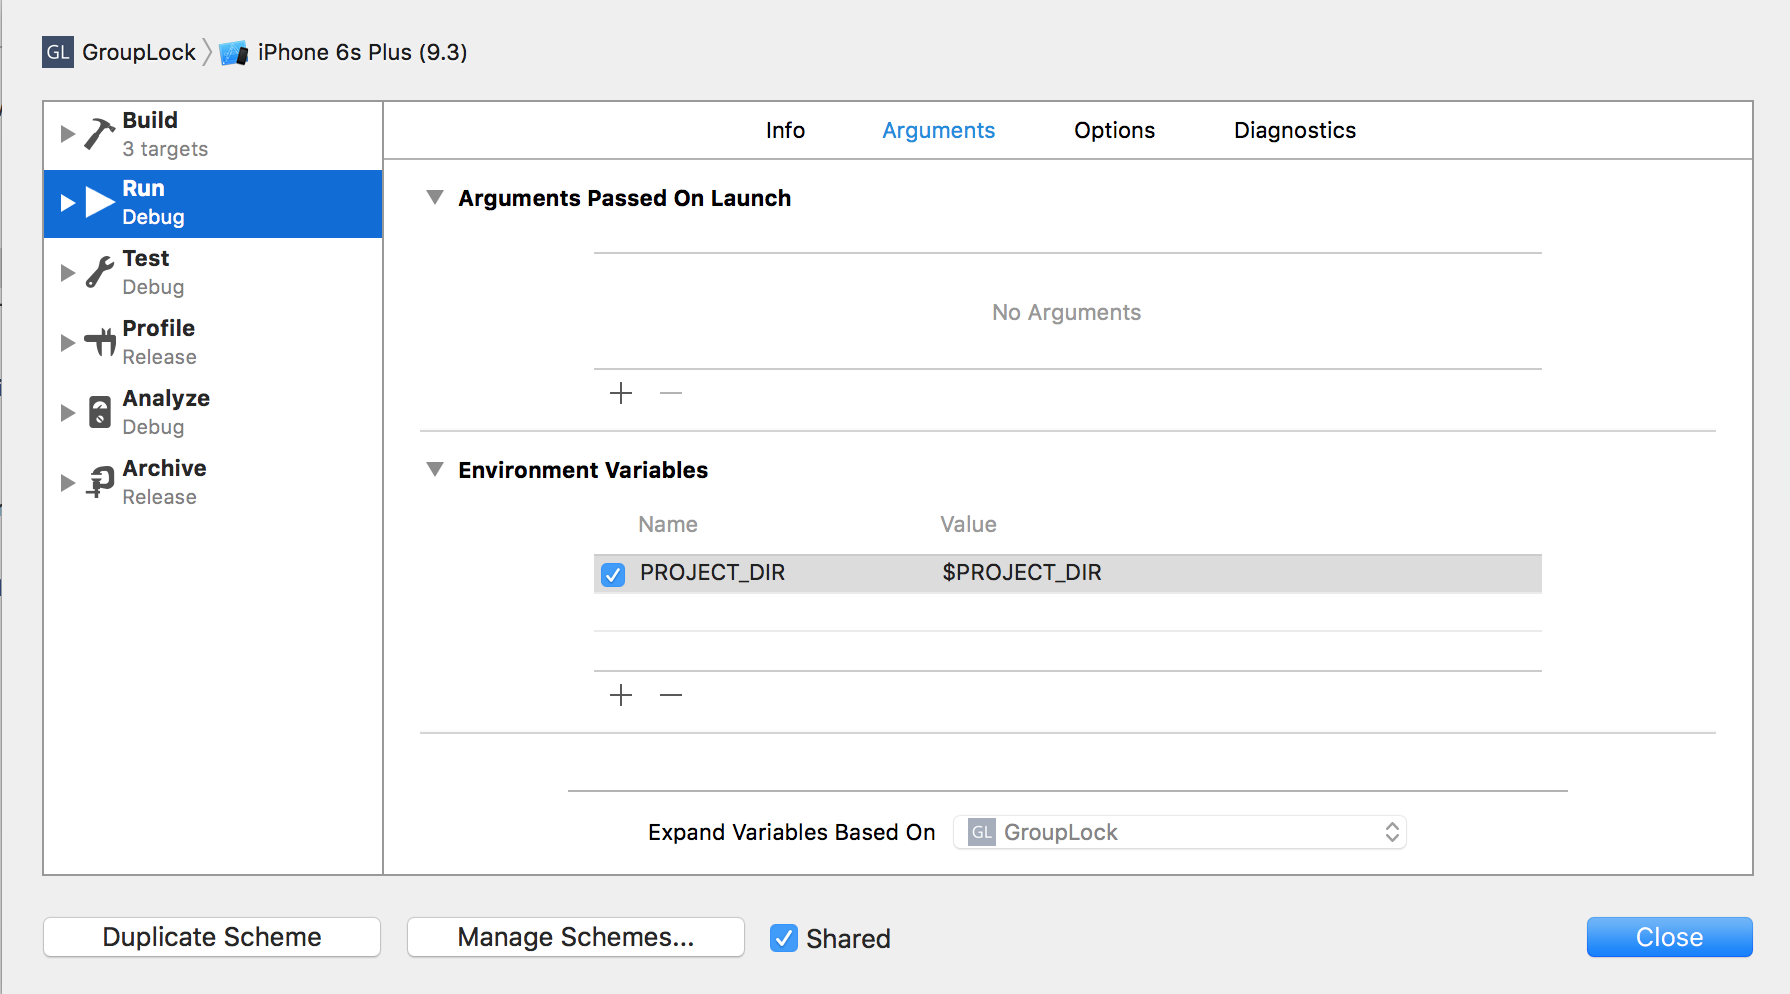 GL GroupLock iPhone 6s Plus (9.3)
Build
3 targets
Run
Debug
Test
Debug
Profile
Release
Analyze
Debug
Archive
Release
Info Arguments Options Diagnostics
Arguments Passed On Launch
No Arguments
Environment Variables
Name Value
PROJECT_DIR $PROJECT_DIR
Expand Variables Based On GL GroupLock
Duplicate Scheme Manage Schemes... Shared Close